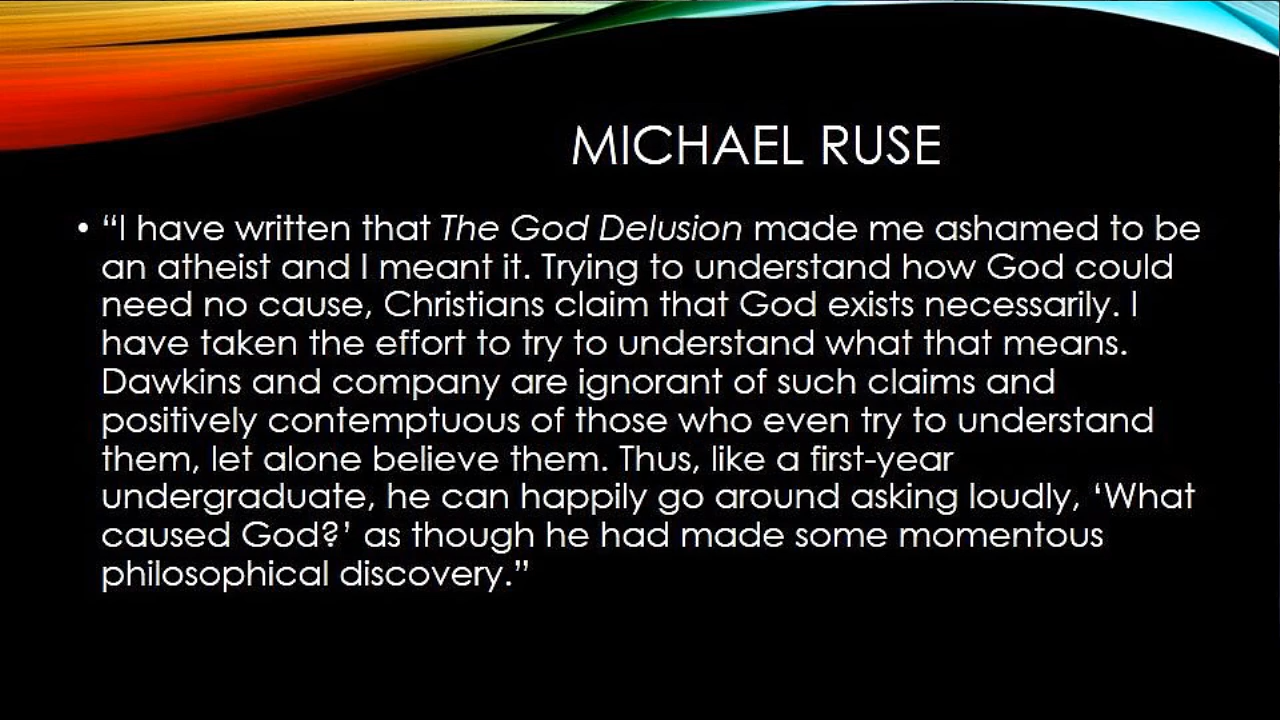 MICHAEL RUSE
• “I have written that The God Delusion made me ashamed to be
an atheist and I meant it. Trying to understand how God could
need no cause, Christians claim that God exists necessarily. I
have taken the effort to try to understand what that means.
Dawkins and company are ignorant of such claims and
positively contemptuous of those who even try to understand
them, let alone believe them. Thus, like a first-year
undergraduate, he can happily go around asking loudly, ‘What
caused God?’ as though he had made some momentous
philosophical discovery.”